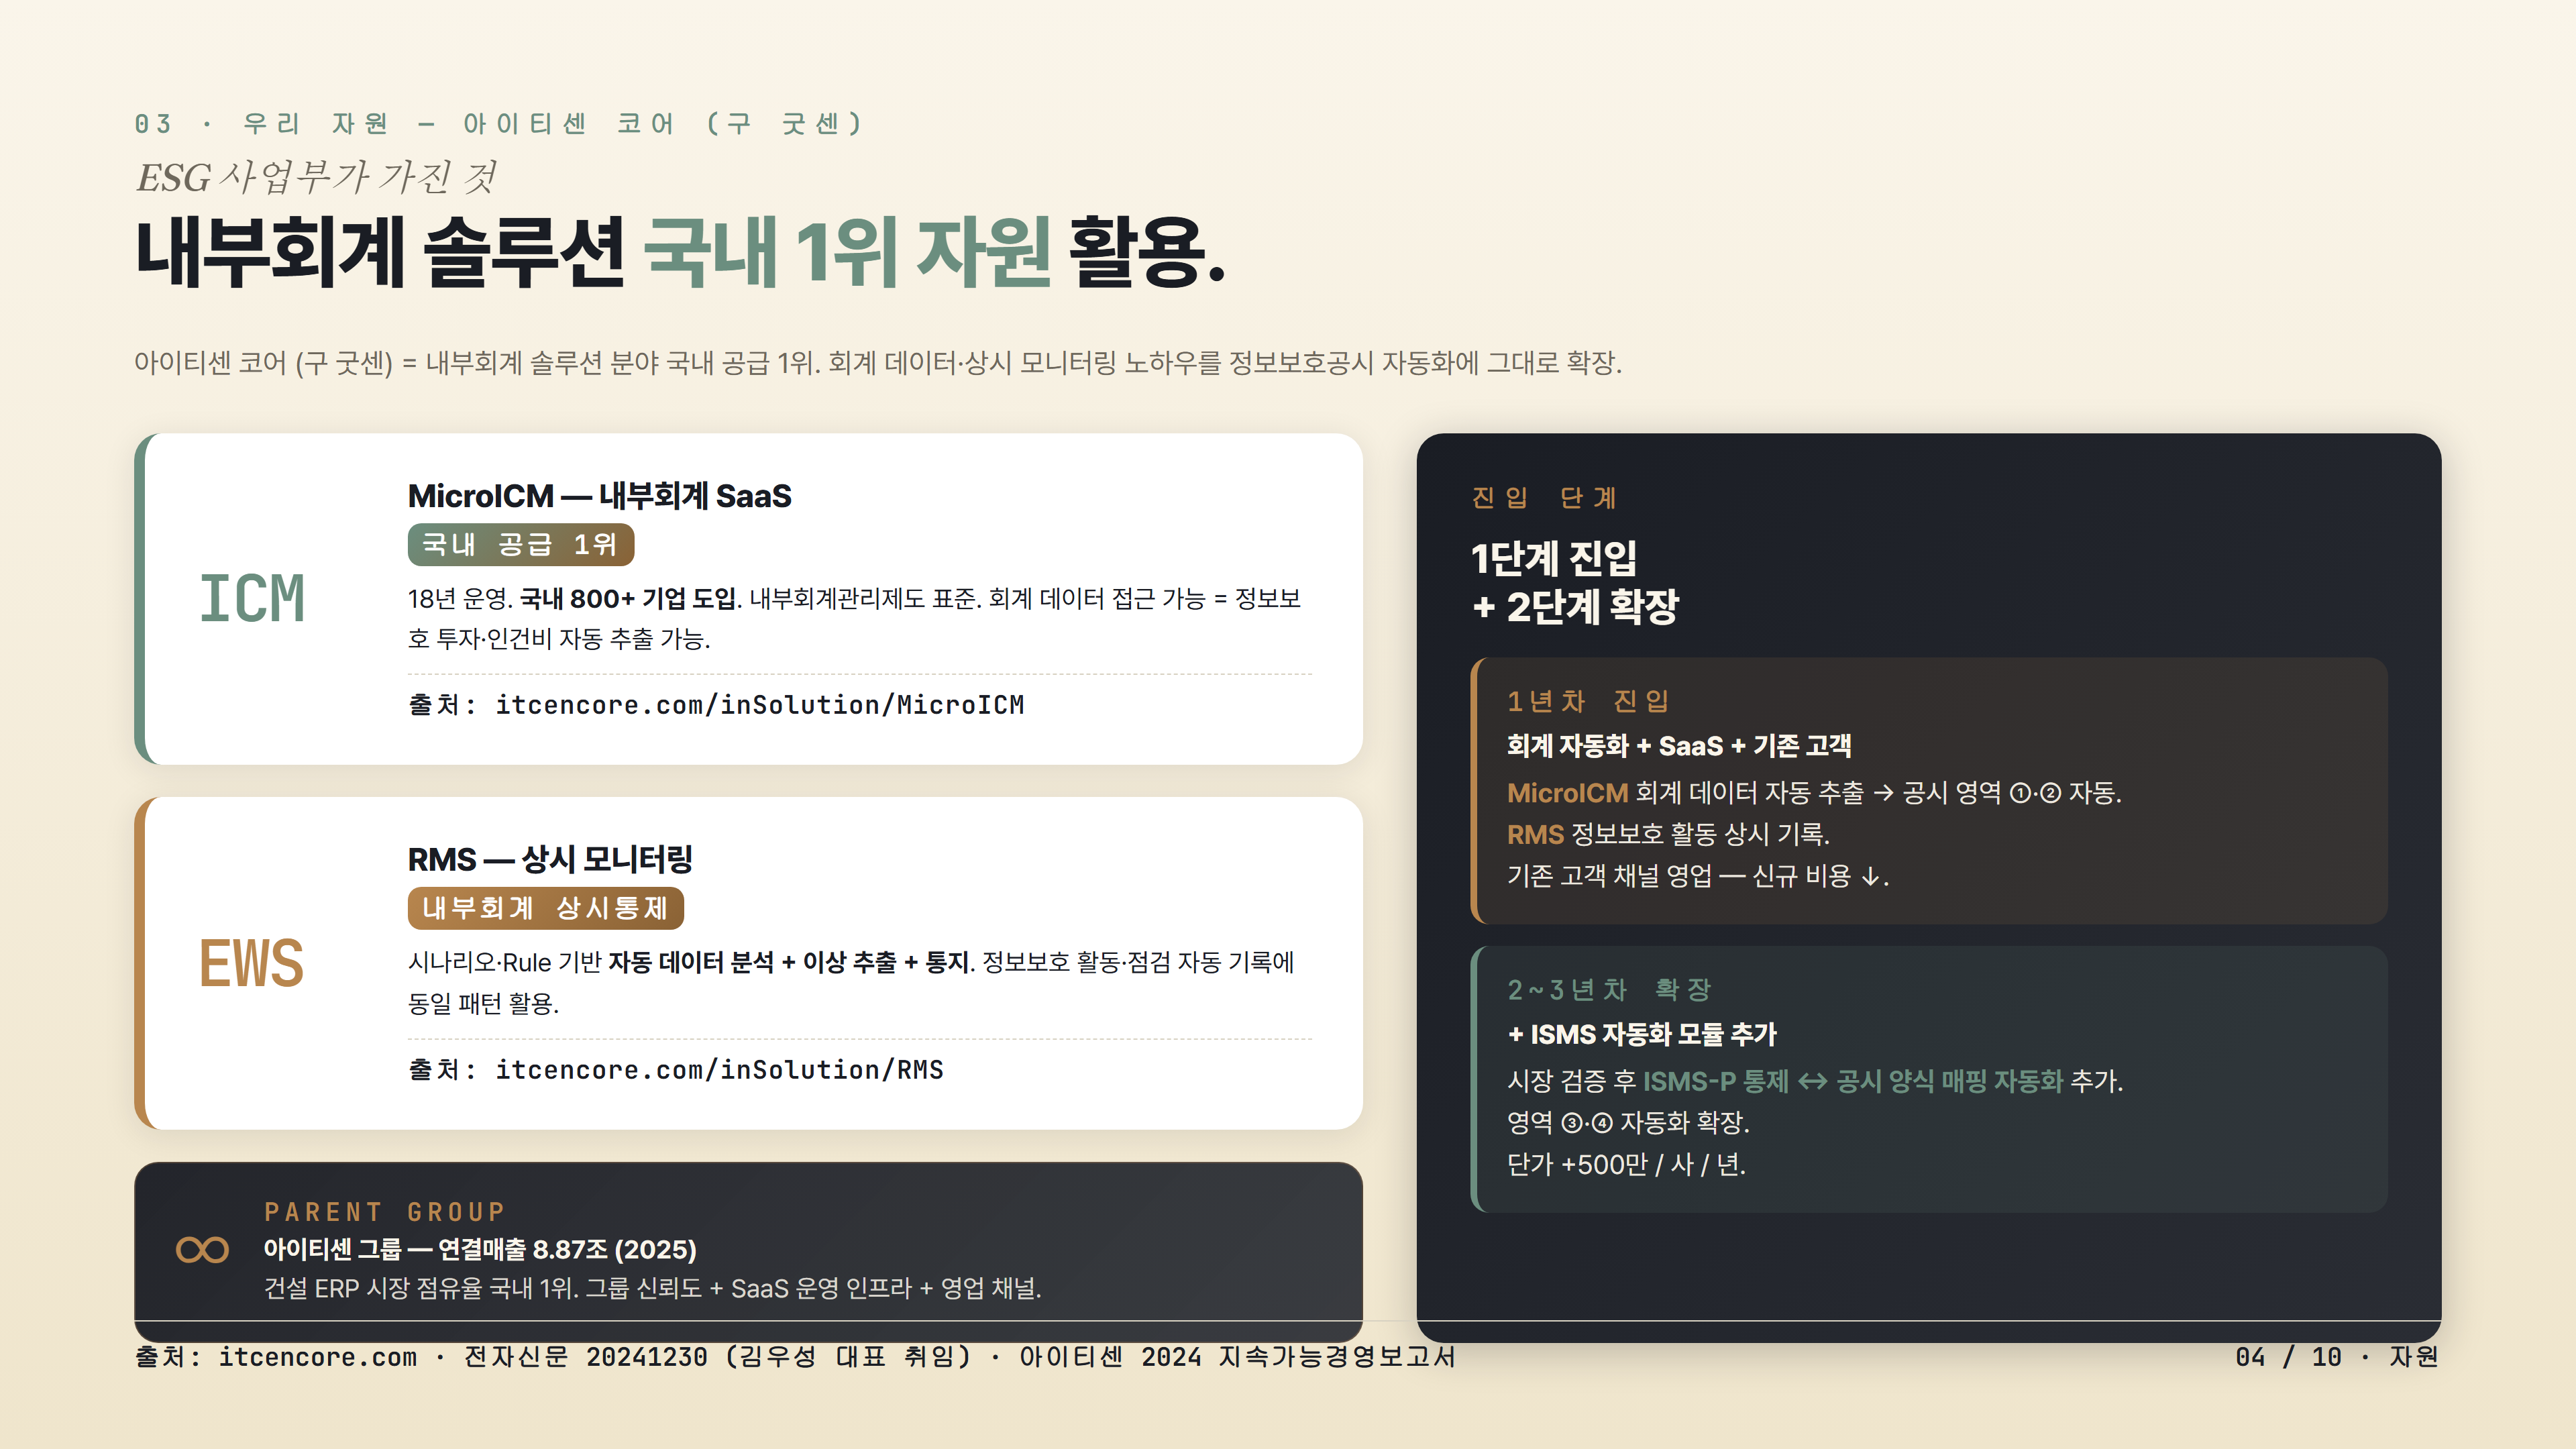 03 · 우리 자원 — 아이티센 코어 (구 굿센)
ESG 사업부가 가진 것
내부회계 솔루션 국내 1위 자원 활용.
아이티센 코어 (구 굿센) = 내부회계 솔루션 분야 국내 공급 1위. 회계 데이터·상시 모니터링 노하우를 정보보호공시 자동화에 그대로 확장.
ICM
MicroICM — 내부회계 SaaS
국내 공급 1위
18년 운영. 국내 800+ 기업 도입. 내부회계관리제도 표준. 회계 데이터 접근 가능 = 정보보
호 투자·인건비 자동 추출 가능.
출처: itcencore.com/inSolution/MicroICM
EWS
RMS — 상시 모니터링
내부회계 상시통제
시나리오·Rule 기반 자동 데이터 분석 + 이상 추출 + 통지. 정보보호 활동·점검 자동 기록에
동일 패턴 활용.
출처: itcencore.com/inSolution/RMS
∞
PARENT GROUP
아이티센 그룹 — 연결매출 8.87조 (2025)
건설 ERP 시장 점유율 국내 1위. 그룹 신뢰도 + SaaS 운영 인프라 + 영업 채널.
진입 단계
1단계 진입
+ 2단계 확장
1년차 진입
회계 자동화 + SaaS + 기존 고객
MicroICM 회계 데이터 자동 추출 → 공시 영역 ①·② 자동.
RMS 정보보호 활동 상시 기록.
기존 고객 채널 영업 — 신규 비용 ↓.
2~3년차 확장
+ ISMS 자동화 모듈 추가
시장 검증 후 ISMS-P 통제 ↔ 공시 양식 매핑 자동화 추가.
영역 ③·④ 자동화 확장.
단가 +500만 / 사 / 년.
출처: itcencore.com · 전자신문 20241230 (김우성 대표 취임) · 아이티센 2024 지속가능경영보고서
04 / 10 · 자원